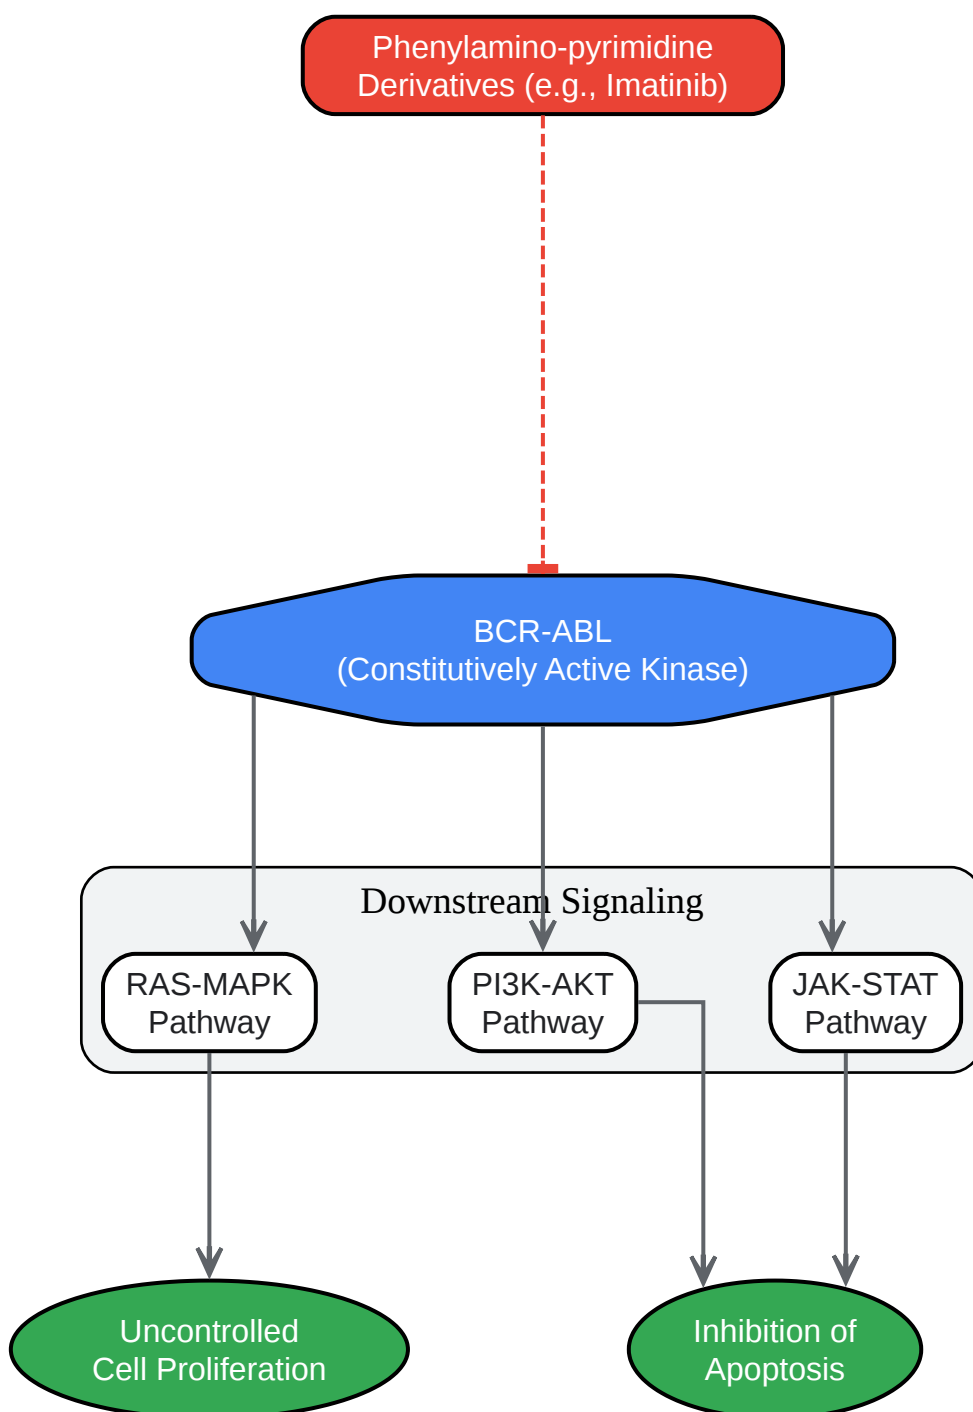 Phenylamino-pyrimidine
Derivatives (e.g., Imatinib)
BCR-ABL
(Constitutively Active Kinase)
Downstream Signaling
RAS-MAPK
Pathway
PI3K-AKT
Pathway
JAK-STAT
Pathway
Uncontrolled
Cell Proliferation
Inhibition of
Apoptosis